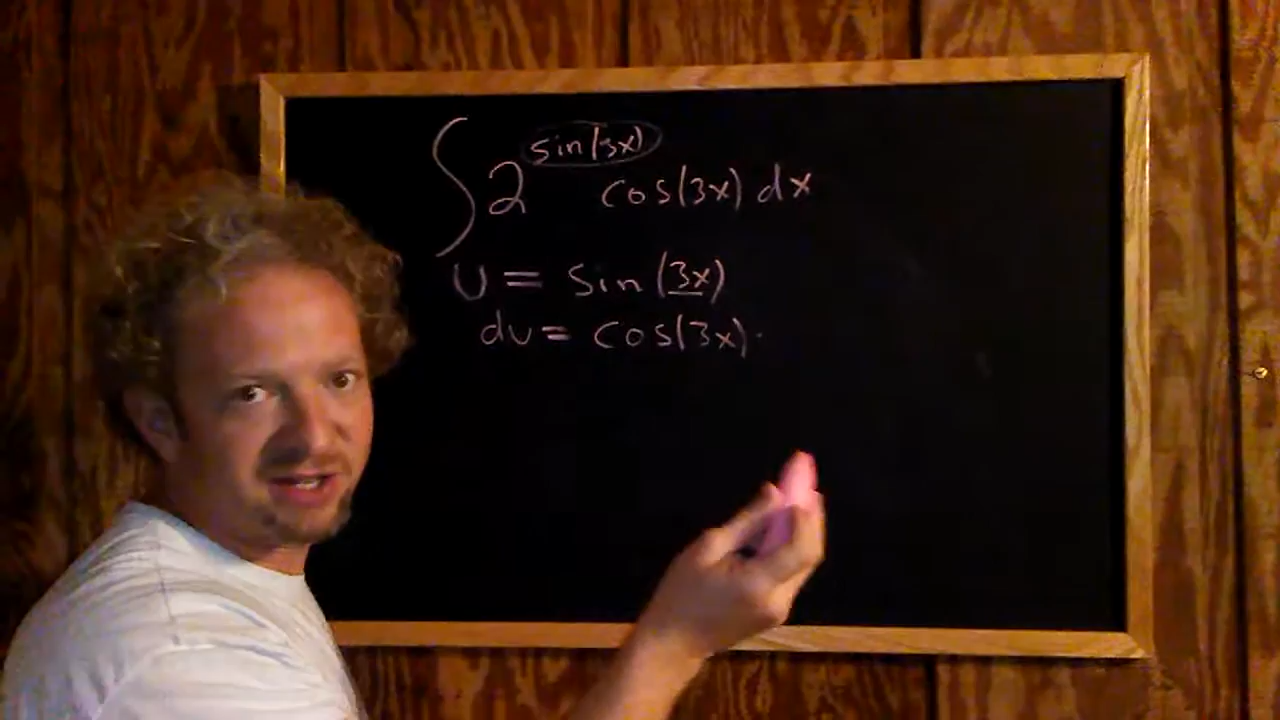 ∫ 2^sin(3x) cos(3x) dx
u = sin(3x)
du = cos(3x)·